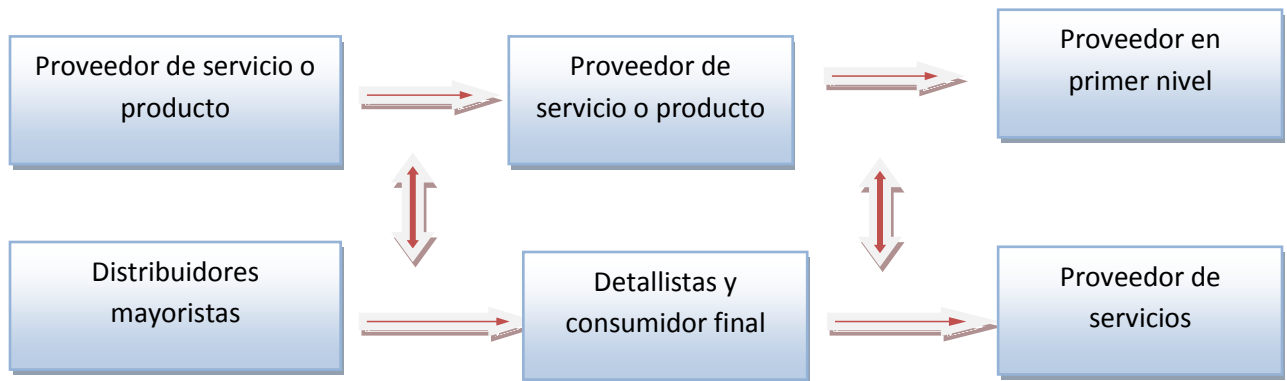 Proveedor de servicio o
producto
Proveedor de
servicio o producto
Proveedor en
primer nivel
Distribuidores
mayoristas
Detallistas y
consumidor final
Proveedor de
servicios